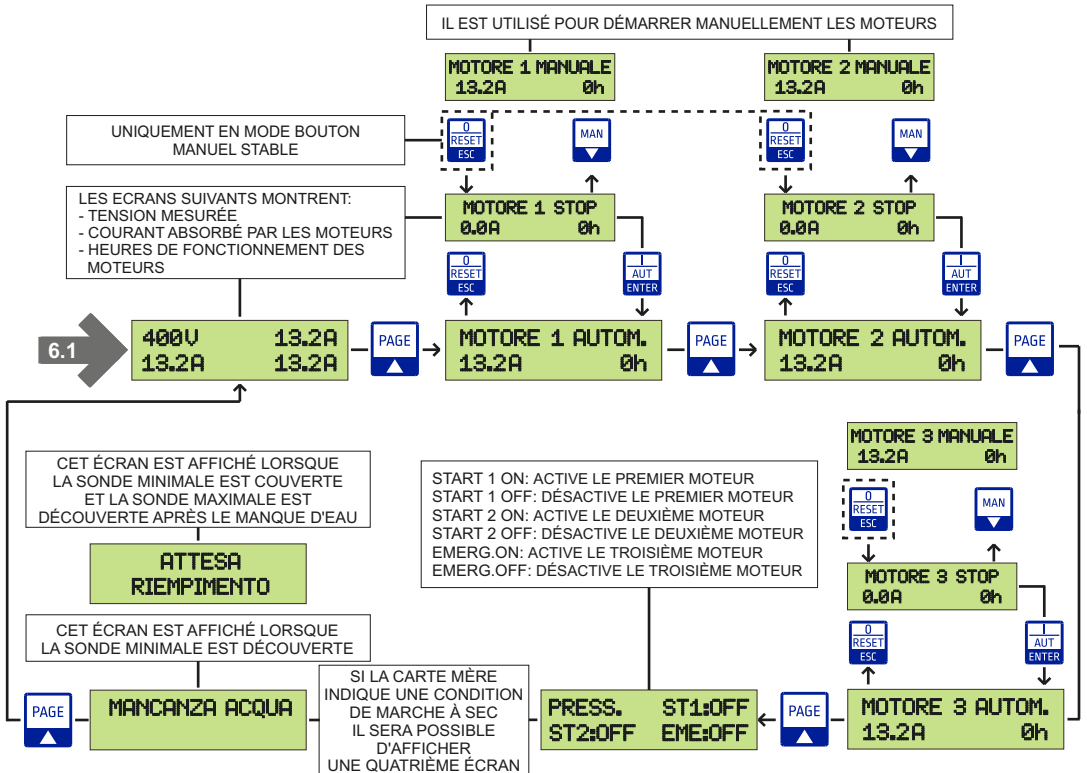 IL EST UTILISÉ POUR DÉMARRER MANUELLEMENT LES MOTEURS
MOTORE 1 MANUALE
13.2A 0h
MOTORE 2 MANUALE
13.2A 0h
UNIQUEMENT EN MODE BOUTON
MANUEL STABLE
0
RESET
ESC
MAN
0
RESET
ESC
MAN
LES ECRANS SUIVANTS MONTRENT:
- TENSION MESURÉE
- COURANT ABSORBÉ PAR LES MOTEURS
- HEURES DE FONCTIONNEMENT DES
MOTEURS
MOTORE 1 STOP
0.0A 0h
MOTORE 2 STOP
0.0A 0h
0
RESET
ESC
I
AUT
ENTER
0
RESET
ESC
I
AUT
ENTER
6.1
400V 13.2A
13.2A 13.2A
PAGE
MOTORE 1 AUTOM.
13.2A 0h
PAGE
MOTORE 2 AUTOM.
13.2A 0h
PAGE
MOTORE 3 MANUALE
13.2A 0h
CET ÉCRAN EST AFFICHÉ LORSQUE
LA SONDE MINIMALE EST COUVERTE
ET LA SONDE MAXIMALE EST
DÉCOUVERTE APRÈS LE MANQUE D'EAU
START 1 ON: ACTIVE LE PREMIER MOTEUR
START 1 OFF: DÉSACTIVE LE PREMIER MOTEUR
START 2 ON: ACTIVE LE DEUXIÈME MOTEUR
START 2 OFF: DÉSACTIVE LE DEUXIÈME MOTEUR
EMERG.ON: ACTIVE LE TROISIÈME MOTEUR
EMERG.OFF: DÉSACTIVE LE TROISIÈME MOTEUR
0
RESET
ESC
MAN
ATTESA
RIEMPIMENTO
MOTORE 3 STOP
0.0A 0h
CET ÉCRAN EST AFFICHÉ LORSQUE
LA SONDE MINIMALE EST DÉCOUVERTE
0
RESET
ESC
I
AUT
ENTER
PAGE
MANCANZA ACQUA
SI LA CARTE MÈRE
INDIQUE UNE CONDITION
DE MARCHE À SEC
IL SERA POSSIBLE
D'AFFICHER
UNE QUATRIÈME ÉCRAN
PRESS. ST1:OFF
ST2:OFF EME:OFF
PAGE
MOTORE 3 AUTOM.
13.2A 0h